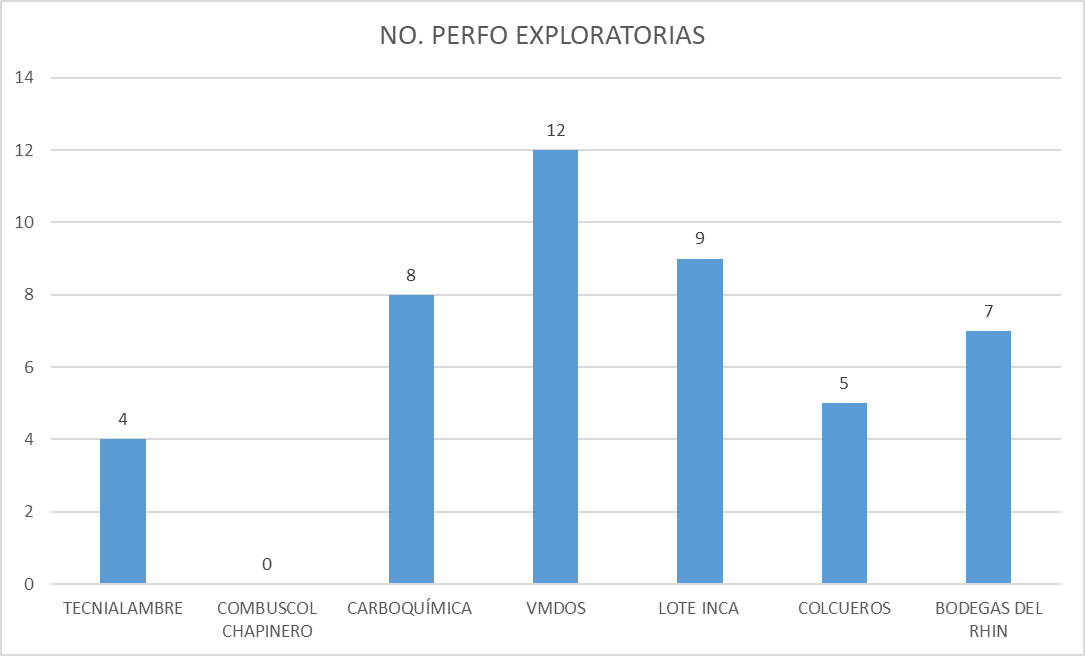 NO. PERFO EXPLORATORIAS
14
12
10
8
6
4
2
0
4
0
8
12
9
5
7
TECNIALAMBRE
COMBUSCOL
CHAPINERO
CARBOQUÍMICA
VMDOS
LOTE INCA
COLCUEROS
BODEGAS DEL
RHIN